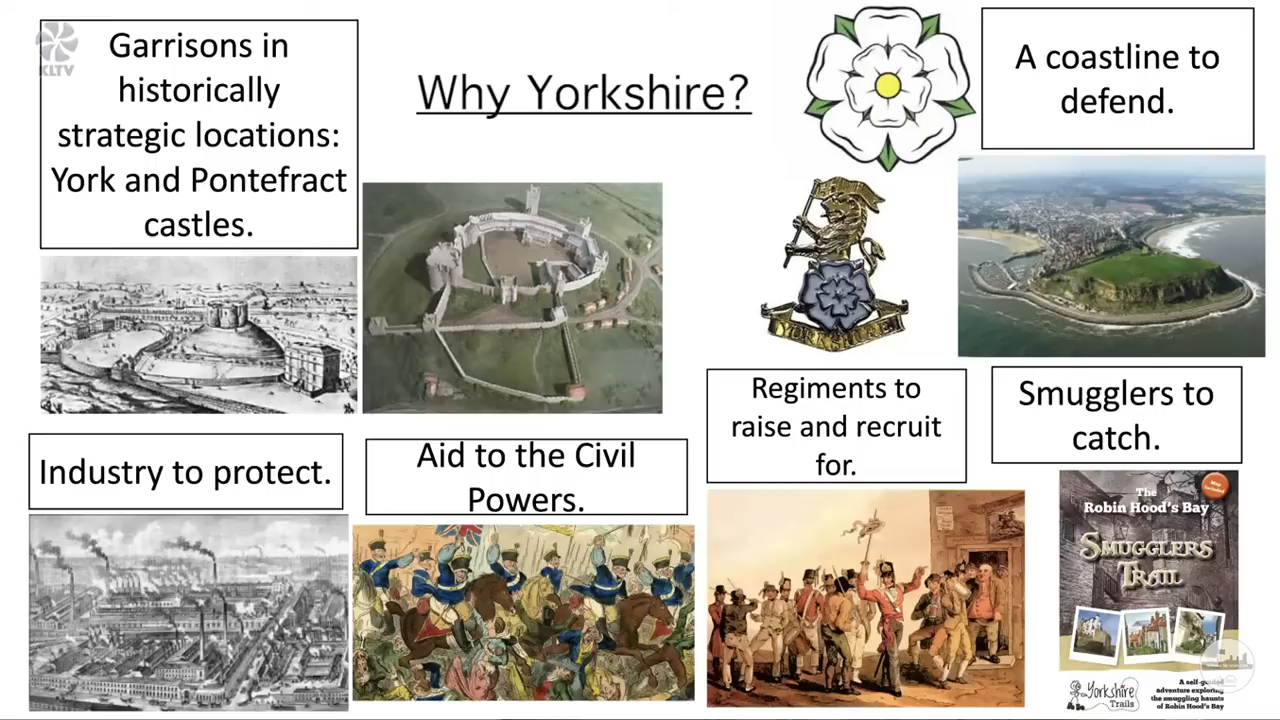 KLTV
Garrisons in
historically
strategic locations:
York and Pontefract
castles.
Why Yorkshire?
A coastline to
defend.
YORKSHIRE
Industry to protect.
Aid to the Civil
Powers.
Regiments to
raise and recruit
for.
Smugglers to
catch.
Map
Included
The
Robin Hood's Bay
SMUGGLERS
TRAIL
Yorkshire
Trails
A self-guided
adventure exploring
the smuggling haunts
of Robin Hood's Bay